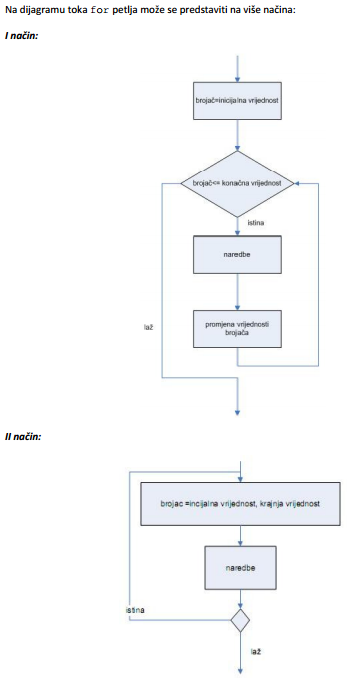 Na dijagramu toka for petlja može se predstaviti na više načina:
I način:
brojač=inicijalna vrijednost
brojač<= konačna vrijednost
istina
naredbe
promjena vrijednosti
brojača
laž
II način:
brojac =incijalna vrijednost, krajnja vrijednost
naredbe
istina
laž